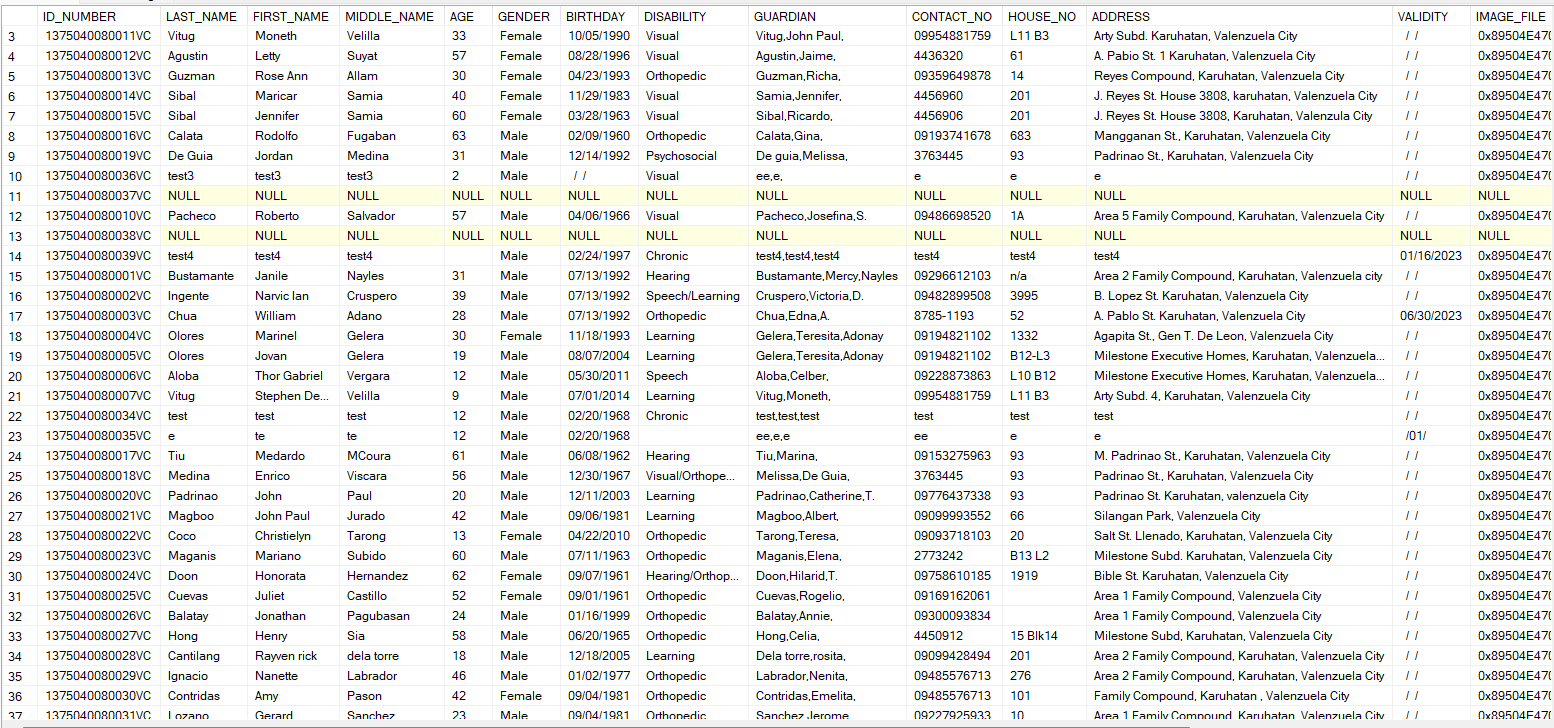 ID_NUMBER LAST_NAME FIRST_NAME MIDDLE_NAME AGE GENDER BIRTHDAY DISABILITY GUARDIAN CONTACT_NO HOUSE_NO ADDRESS VALIDITY IMAGE_FILE
3 1375040080011VC Vitug Moneth Velilla 33 Female 10/05/1990 Visual Vitug,John Paul, 09954881759 L11 B3 Arty Subd. Karuhatan, Valenzuela City / / 0x89504E470
4 1375040080012VC Agustin Letty Suyat 57 Female 08/28/1996 Visual Agustin,Jaime, 4436320 61 A. Pabio St. 1 Karuhatan, Valenzuela City / / 0x89504E470
5 1375040080013VC Guzman Rose Ann Allam 30 Female 04/23/1993 Orthopedic Guzman,Richa, 09359649878 14 Reyes Compound, Karuhatan, Valenzuela City / / 0x89504E470
6 1375040080014VC Sibal Maricar Samia 40 Female 11/29/1983 Visual Samia,Jennifer, 4456960 201 J. Reyes St. House 3808, karuhatan, Valenzuela City / / 0x89504E470
7 1375040080015VC Sibal Jennifer Samia 60 Female 03/28/1963 Visual Sibal,Ricardo, 4456906 201 J. Reyes St. House 3808, Karuhatan, Valenzula City / / 0x89504E470
8 1375040080016VC Calata Rodolfo Fugaban 63 Male 02/09/1960 Orthopedic Calata,Gina, 09193741678 683 Mangganan St. Karuhatan, Valenzuela City / / 0x89504E470
9 1375040080019VC De Guia Jordan Medina 31 Male 12/14/1992 Psychosocial De guia,Melissa, 3763445 93 Padrinao St., Karuhatan, Valenzuela City / / 0x89504E470
10 1375040080036VC test3 test3 test3 2 Male / / Visual ee,e, e e e / / 0x89504E470
11 1375040080037VC NULL NULL NULL NULL NULL NULL NULL NULL NULL NULL NULL NULL NULL
12 1375040080010VC Pacheco Roberto Salvador 57 Male 04/06/1966 Visual Pacheco,Josefina,S. 09486698520 1A Area 5 Family Compound, Karuhatan, Valenzuela City / / 0x89504E470
13 1375040080038VC NULL NULL NULL NULL NULL NULL NULL NULL NULL NULL NULL NULL NULL
14 1375040080039VC test4 test4 test4 Male 02/24/1997 Chronic test4,test4,test4 test4 test4 test4 01/16/2023 0x89504E470
15 1375040080001VC Bustamante Janile Nayles 31 Male 07/13/1992 Hearing Bustamante,Mercy,Nayles 09296612103 n/a Area 2 Family Compound, Karuhatan, Valenzuela city / / 0x89504E470
16 1375040080002VC Ingente Narvic Ian Cruspero 39 Male 07/13/1992 Speech/Learning Cruspero,Victoria,D. 09482899508 3995 B. Lopez St. Karuhatan, Valenzuela City / / 0x89504E470
17 1375040080003VC Chua William Adano 28 Male 07/13/1992 Orthopedic Chua,Edna,A. 8785-1193 52 A. Pablo St. Karuhatan, Valenzuela City 06/30/2023 0x89504E470
18 1375040080004VC Olores Marinel Gelera 30 Female 11/18/1993 Learning Gelera,Teresita,Adonay 09194821102 1332 Agapita St., Gen T. De Leon, Valenzuela City / / 0x89504E470
19 1375040080005VC Olores Jovan Gelera 19 Male 08/07/2004 Learning Gelera,Teresita,Adonay 09194821102 B12-L3 Milestone Executive Homes, Karuhatan, Valenzuela... / / 0x89504E470
20 1375040080006VC Aloba Thor Gabriel Vergara 12 Male 05/30/2011 Speech Aloba,Celber, 09228873863 L10 B12 Milestone Executive Homes, Karuhatan, Valenzuela... / / 0x89504E470
21 1375040080007VC Vitug Stephen De... Velilla 9 Male 07/01/2014 Learning Vitug,Moneth, 09954881759 L11 B3 Arty Subd. 4, Karuhatan, Valenzuela City / / 0x89504E470
22 1375040080034VC test test test 12 Male 02/20/1968 Chronic test,test,test test test test / / 0x89504E470
23 1375040080035VC e te te 12 Male 02/20/1968 ee,e,e ee e e /01/ 0x89504E470
24 1375040080017VC Tiu Medardo MCoura 61 Male 06/08/1962 Hearing Tiu,Marina, 09153275963 93 M. Padrinao St., Karuhatan, Valenzuela City / / 0x89504E470
25 1375040080018VC Medina Enrico Viscara 56 Male 12/30/1967 Visual/Orthope... Melissa,De Guia, 3763445 93 Padrinao St., Karuhatan, Valenzuela City / / 0x89504E470
26 1375040080020VC Padrinao John Paul 20 Male 12/11/2003 Learning Padrinao,Catherine,T. 09776437338 93 Padrinao St. Karuhatan, valenzuela City / / 0x89504E470
27 1375040080021VC Magboo John Paul Jurado 42 Male 09/06/1981 Learning Magboo,Albert, 09099993552 66 Silangan Park, Valenzuela City / / 0x89504E470
28 1375040080022VC Coco Christielyn Tarong 13 Female 04/22/2010 Orthopedic Tarong,Teresa, 09093718103 20 Salt St. Llenado, Karuhatan, Valenzuela City / / 0x89504E470
29 1375040080023VC Maganis Mariano Subido 60 Male 07/11/1963 Orthopedic Maganis,Elena, 2773242 B13 L2 Milestone Subd. Karuhatan, Valenzuela City / / 0x89504E470
30 1375040080024VC Doon Honorata Hernandez 62 Female 09/07/1961 Hearing/Orthop... Doon,Hilarid,T. 09758610185 1919 Bible St. Karuhatan, Valenzuela City / / 0x89504E470
31 1375040080025VC Cuevas Juliet Castillo 52 Female 09/01/1961 Orthopedic Cuevas,Rogelio, 09169162061 Area 1 Family Compound, Valenzuela City / / 0x89504E470
32 1375040080026VC Balatay Jonathan Pagubasan 24 Male 01/16/1999 Orthopedic Balatay,Annie, 09300093834 Area 1 Family Compound, Karuhatan, Valenzuela City / / 0x89504E470
33 1375040080027VC Hong Henry Sia 58 Male 06/20/1965 Orthopedic Hong,Celia, 4450912 15 Blk14 Milestone Subd, Karuhatan, Valenzuela City / / 0x89504E470
34 1375040080028VC Cantilang Rayven rick dela torre 18 Male 12/18/2005 Learning Dela torre,rosita, 09099428494 201 Area 2 Family Compound, Karuhatan, Valenzuela City / / 0x89504E470
35 1375040080029VC Ignacio Nanette Labrador 46 Male 01/02/1977 Orthopedic Labrador,Nenita, 09485576713 276 Area 2 Family Compound, Karuhatan, Valenzuela City / / 0x89504E470
36 1375040080030VC Contridas Amy Pason 42 Female 09/04/1981 Orthopedic Contridas,Emelita, 09485576713 101 Family Compound, Karuhatan , Valenzuela City / / 0x89504E470
37 1375040080031VC Lozano Gerard Sanchez 23 Male 09/04/1981 Orthopedic Sanchez,Jerome, 09227925933 10 Area 1 Family Compound, Karuhatan, Valenzuela City / / 0x89504E470